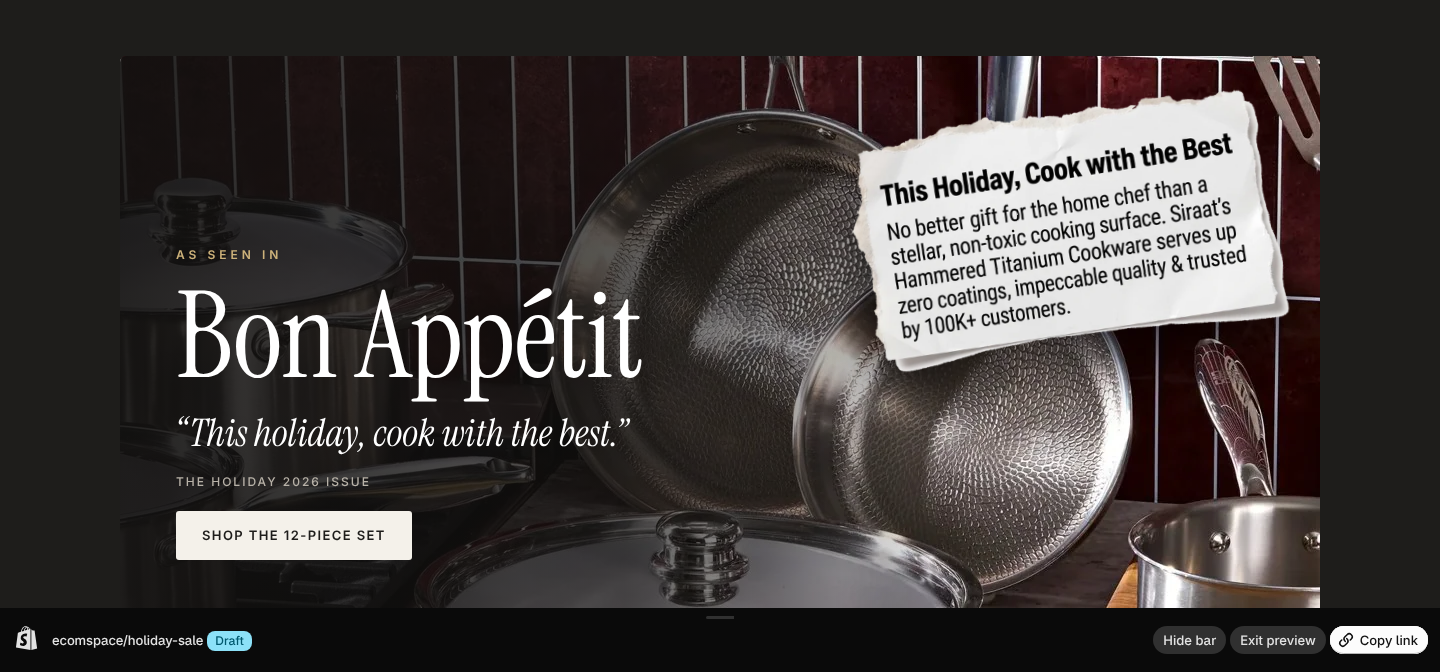 This Holiday, Cook with the Best
No better gift for the home chef than a
stellar, non-toxic cooking surface. Siraat's
Hammered Titanium Cookware serves up
zero coatings, impeccable quality & trusted
by 100K+ customers.
AS SEEN IN
Bon Appétit
“This holiday, cook with the best.”
THE HOLIDAY 2026 ISSUE
SHOP THE 12-PIECE SET
ecomspace/holiday-sale Draft
Hide bar
Exit preview
Copy link